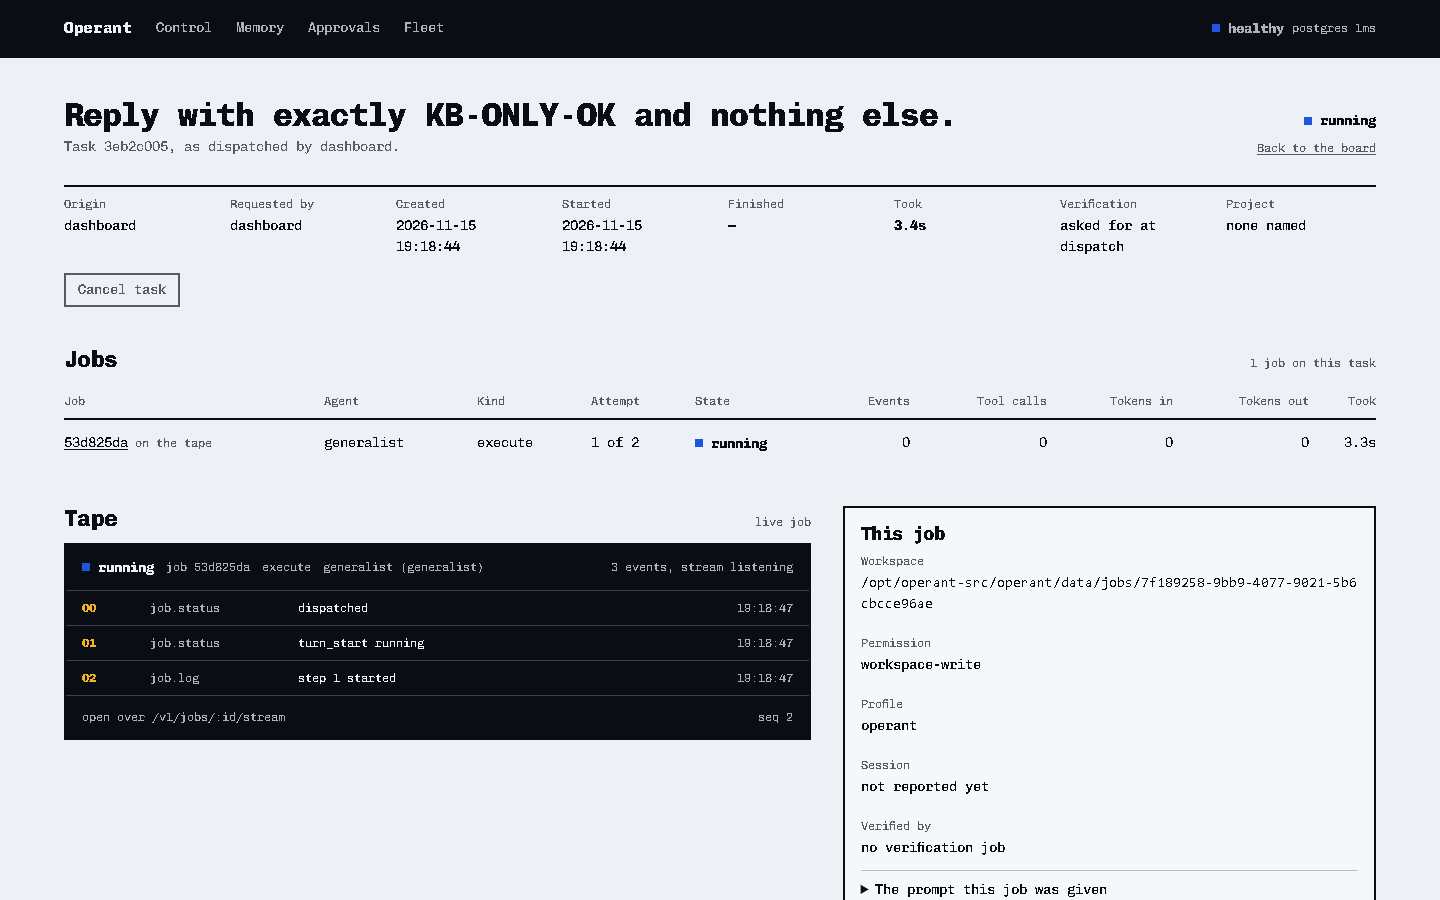 Operant Control Memory Approvals Fleet healthy postgres lms
Reply with exactly KB-ONLY-OK and nothing else.
running
Task 3eb2c005, as dispatched by dashboard.
Back to the board
Origin Requested by Created Started Finished Took Verification Project
dashboard dashboard 2026-11-15 2026-11-15 — 3.4s asked for at none named
19:18:44 19:18:44 dispatch
Cancel task
Jobs
1 job on this task
Job Agent Kind Attempt State Events Tool calls Tokens in Tokens out Took
53d825da on the tape generalist execute 1 of 2 running 0 0 0 0 3.3s
Tape
live job
running job 53d825da execute generalist (generalist) 3 events, stream listening
00 job.status dispatched 19:18:47
01 job.status turn_start running 19:18:47
02 job.log step 1 started 19:18:47
open over /v1/jobs/:id/stream seq 2
This job
Workspace
/opt/operant-src/operant/data/jobs/7f189258-9bb9-4077-9021-5b6
cbcce96ae
Permission
workspace-write
Profile
operant
Session
not reported yet
Verified by
no verification job
▶ The prompt this job was given